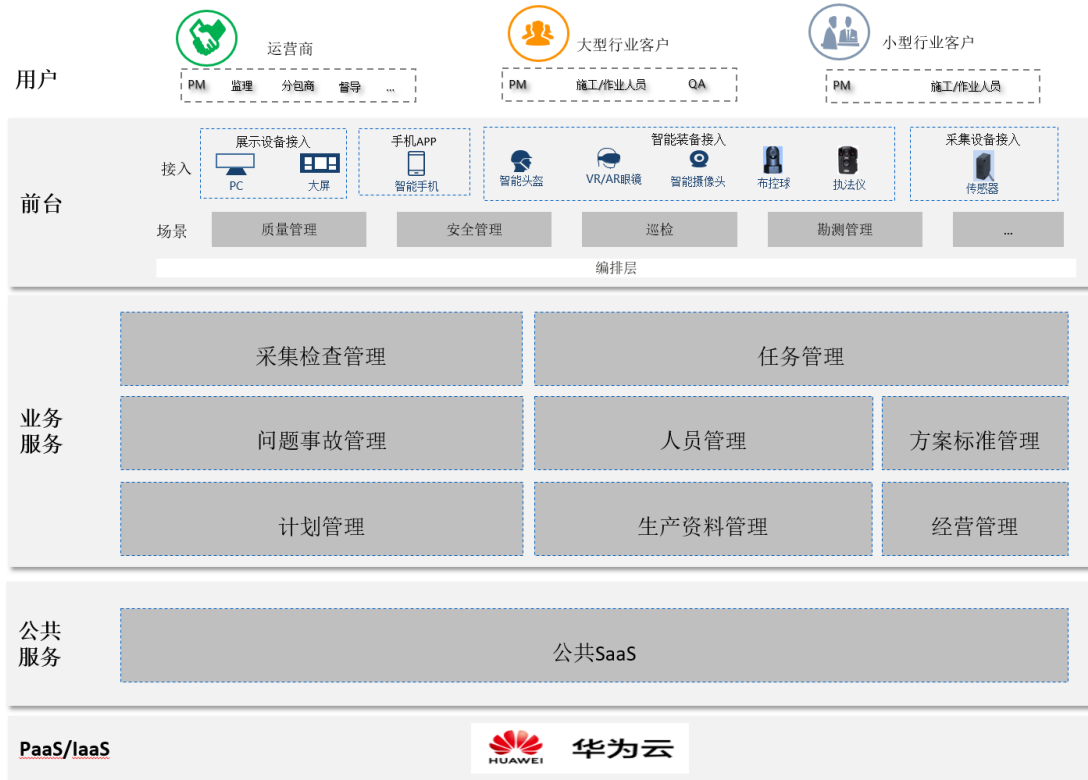 运营商
大型行业客户
小型行业客户
用户
PM 监理 分包商 督导 ...
PM 施工/作业人员 QA
PM 施工/作业人员
前台
接入
展示设备接入
PC 大屏
手机APP
智能手机
智能装备接入
智能头盔 VR/AR眼镜 智能摄像头 布控球 执法仪
采集设备接入
传感器
场景
质量管理 安全管理 巡检 勘测管理 ...
编排层
业务
服务
采集检查管理 任务管理
问题事故管理 人员管理 方案标准管理
计划管理 生产资料管理 经营管理
公共
服务
公共SaaS
PaaS/IaaS
HUAWEI 华为云